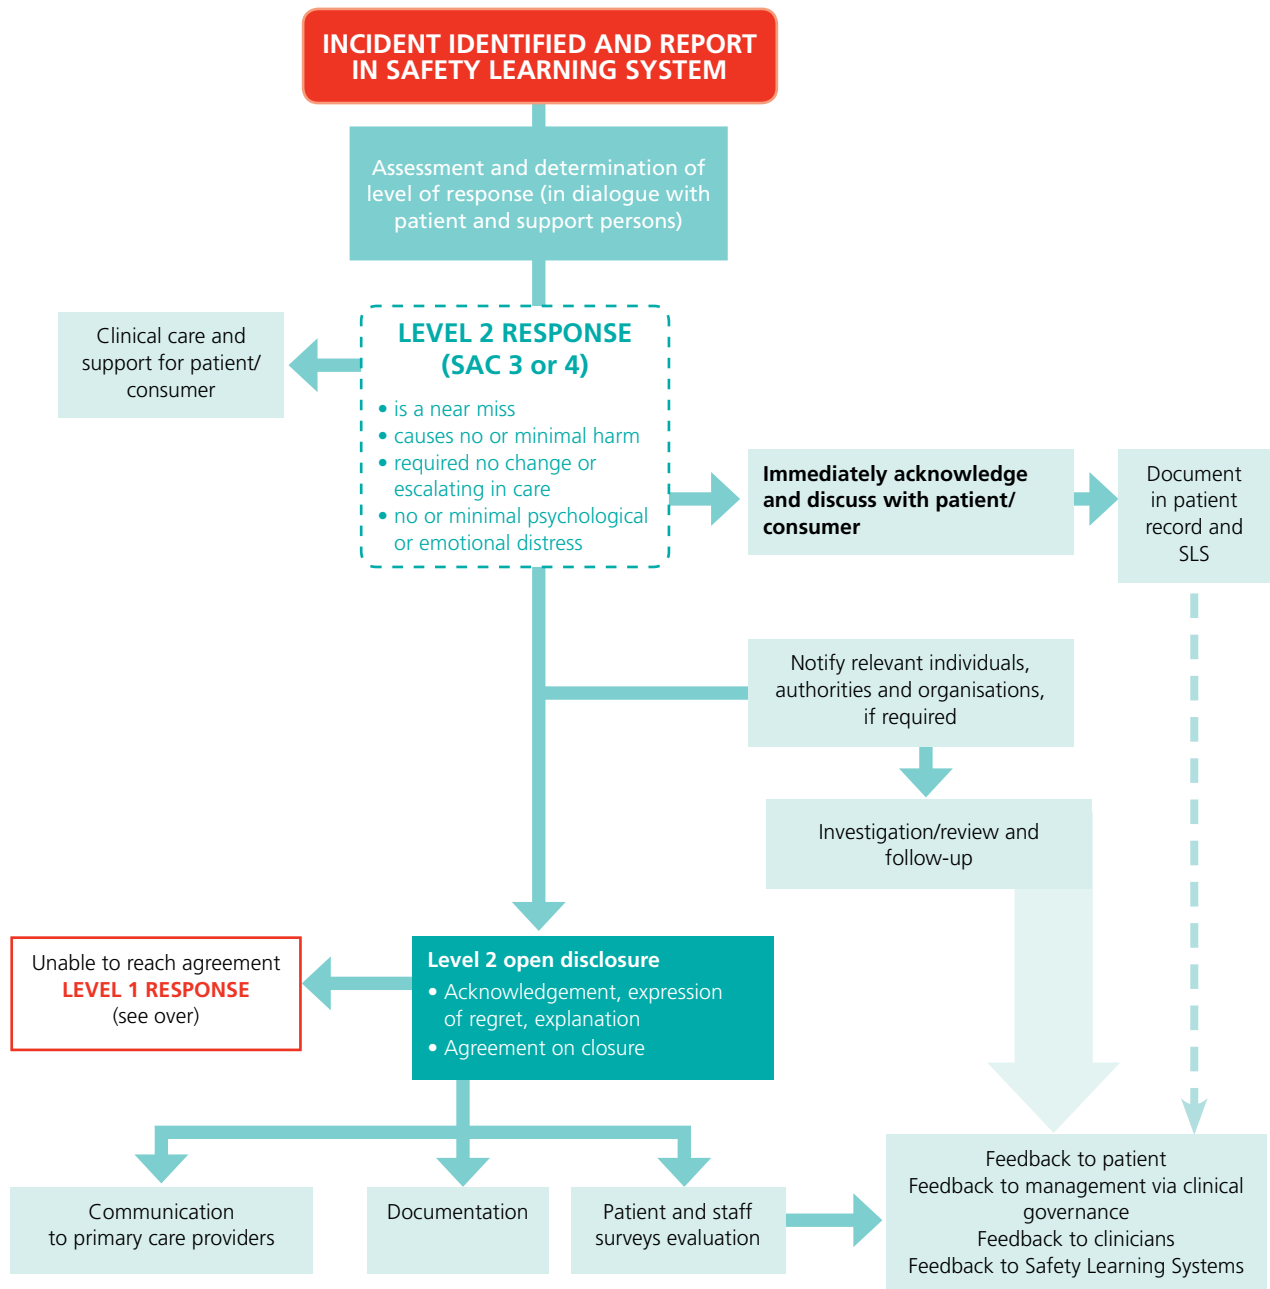 INCIDENT IDENTIFIED AND REPORT
IN SAFETY LEARNING SYSTEM
Assessment and determination of
level of response (in dialogue with
patient and support persons)
Clinical care and
support for patient/
consumer
LEVEL 2 RESPONSE
(SAC 3 or 4)
• is a near miss
• causes no or minimal harm
• required no change or
escalating in care
• no or minimal psychological
or emotional distress
Immediately acknowledge
and discuss with patient/
consumer
Document
in patient
record and
SLS
Notify relevant individuals,
authorities and organisations,
if required
Investigation/review and
follow-up
Unable to reach agreement
LEVEL 1 RESPONSE
(see over)
Level 2 open disclosure
• Acknowledgement, expression
of regret, explanation
• Agreement on closure
Communication
to primary care providers
Documentation
Patient and staff
surveys evaluation
Feedback to patient
Feedback to management via clinical
governance
Feedback to clinicians
Feedback to Safety Learning Systems